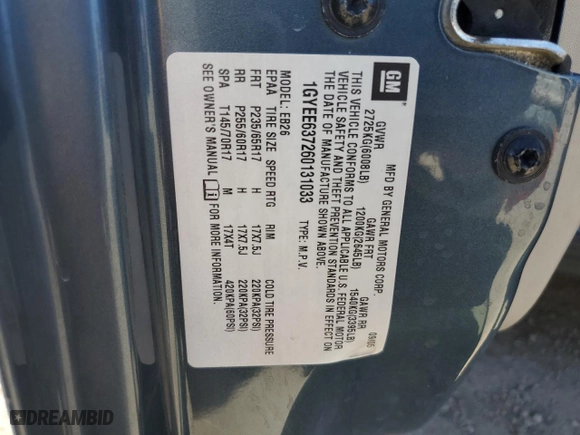 GM
MFD BY GENERAL MOTORS CORP. 09/05
GVWR GAWR FRT GAWR RR
2725KG(6008LB) 1200KG(2645LB) 1540KG(3395LB)
THIS VEHICLE CONFORMS TO ALL APPLICABLE U.S. FEDERAL MOTOR
VEHICLE SAFETY AND THEFT PREVENTION STANDARDS IN EFFECT ON
THE DATE OF MANUFACTURE SHOWN ABOVE.
1GYEE637260131033 TYPE: M.P.V.
MODEL: EB26
EPAA TIRE SIZE SPEED RTG RIM COLD TIRE PRESSURE
FRT P235/65R17 H 17X7.5J 220KPA(32PSI)
RR P255/60R17 H 17X7.5J 220KPA(32PSI)
SPA T145/70R17 M 17X4T 420KPA(60PSI)
SEE OWNER'S MANUAL i FOR MORE INFORMATION.
DREAMBID